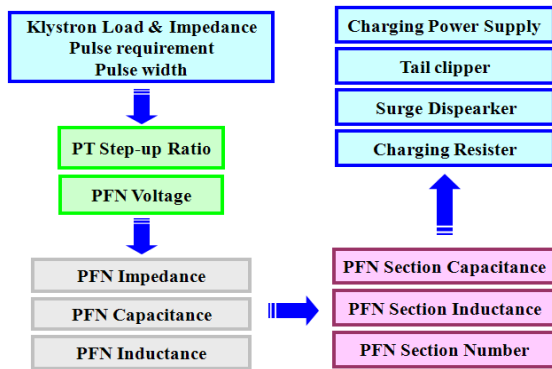 Klystron Load & Impedance
Pulse requirement
Pulse width
PT Step-up Ratio
PFN Voltage
PFN Impedance
PFN Capacitance
PFN Inductance
PFN Section Capacitance
PFN Section Inductance
PFN Section Number
Charging Power Supply
Tail clipper
Surge Dispearker
Charging Resister